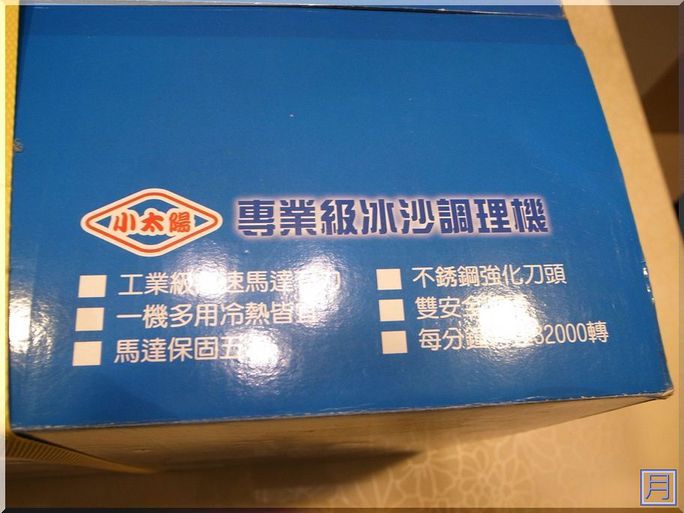 小太陽 專業級冰沙調理機
工業級 速馬達
一機多用冷熱皆
馬達保固五
不銹鋼強化刀頭
雙安全
每分鐘 32000轉
月